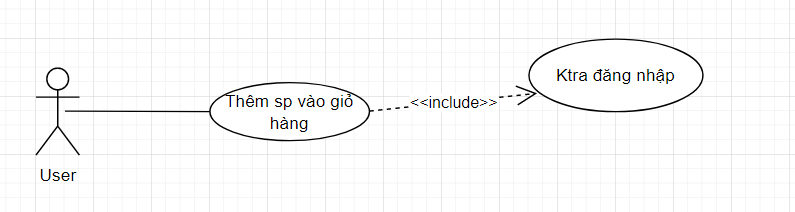 Ktra đăng nhập
Thêm sp vào giỏ
hàng
<<include>>
User